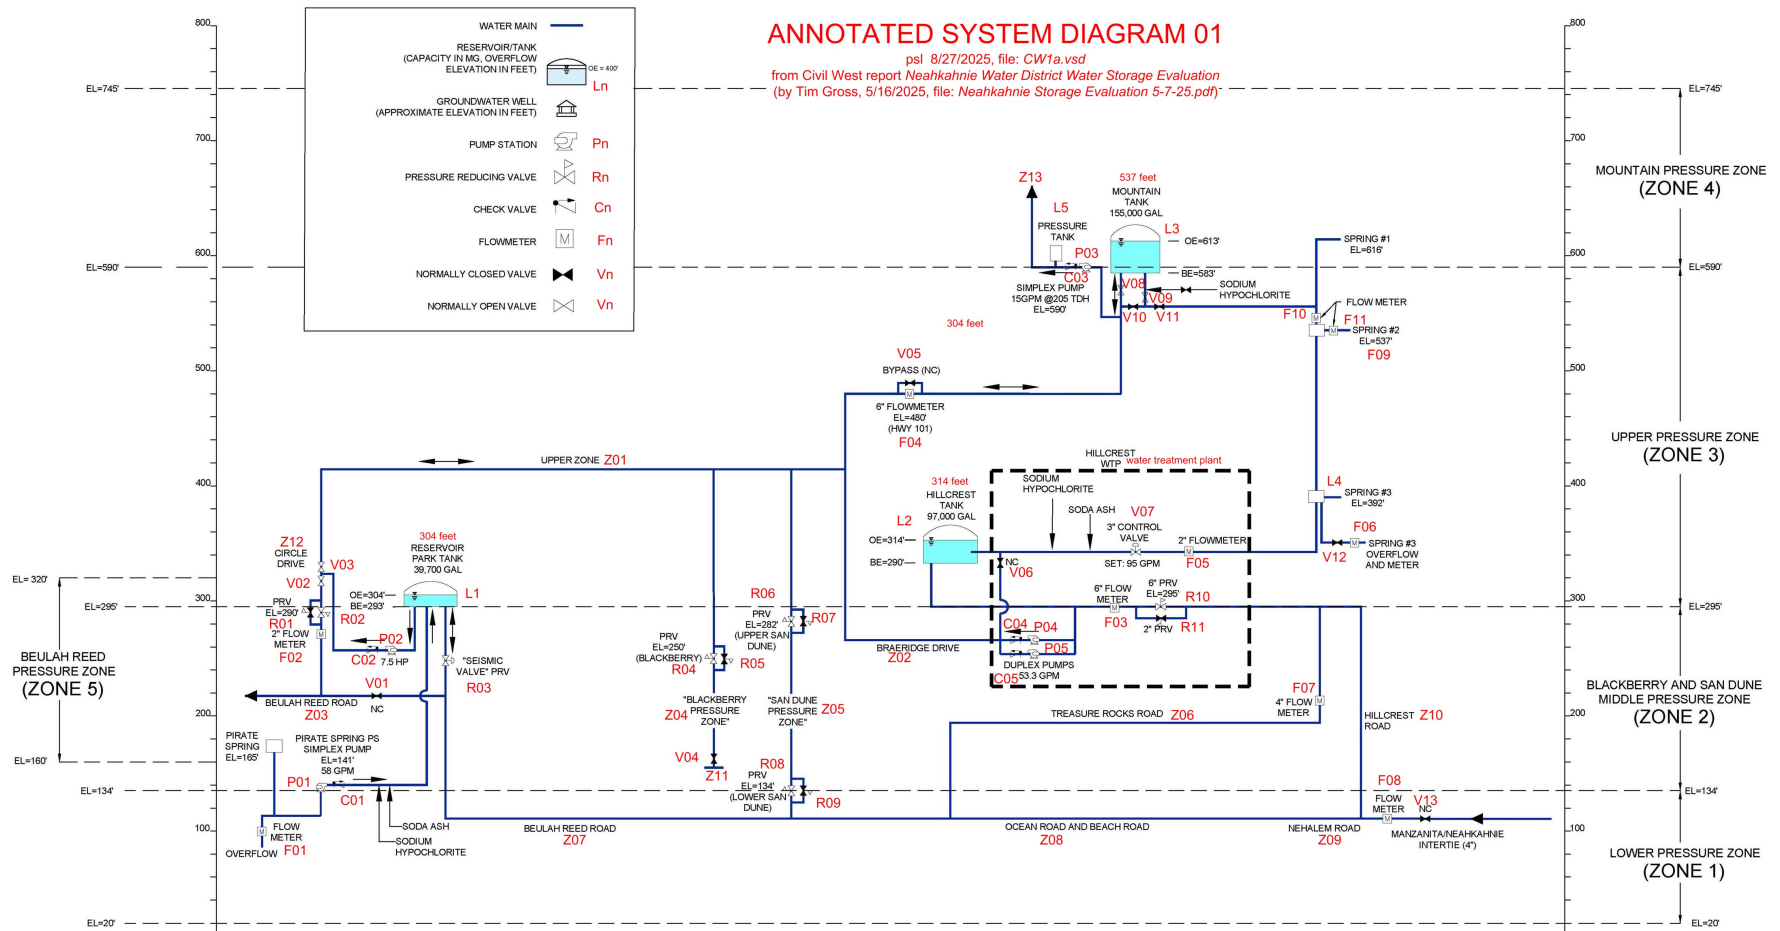 ANNOTATED SYSTEM DIAGRAM 01
psl 8/27/2025, file: CW1a.vsd
from Civil West report Neahkahnie Water District Water Storage Evaluation
(by Tim Gross, 5/16/2025, file: Neahkahnie Storage Evaluation 5-7-25.pdf)
WATER MAIN
RESERVOIR/TANK
(CAPACITY IN MG, OVERFLOW
ELEVATION IN FEET)
OE = 400'
Ln
GROUNDWATER WELL
(APPROXIMATE ELEVATION IN FEET)
PUMP STATION
Pn
PRESSURE REDUCING VALVE
Rn
CHECK VALVE
Cn
FLOWMETER
M
Fn
NORMALLY CLOSED VALVE
Vn
NORMALLY OPEN VALVE
Vn
800
700
600
500
400
300
200
100
EL=745'
EL=590'
EL= 320'
EL=295'
EL=160'
EL=134'
EL=20'
BEULAH REED
PRESSURE ZONE
(ZONE 5)
Z13
L5
PRESSURE
TANK
P03
C03
SIMPLEX PUMP
15GPM @205 TDH
EL=590'
537 feet
MOUNTAIN
TANK
155,000 GAL
L3
OE=613'
BE=583'
V08
V09
V10
V11
SODIUM
HYPOCHLORITE
SPRING #1
EL=616'
FLOW METER
F10
M
F11
M
SPRING #2
EL=537'
F09
304 feet
V05
BYPASS (NC)
M
6" FLOWMETER
EL=480'
(HWY 101)
F04
UPPER ZONE
Z01
HILLCREST
WTP
water treatment plant
SODIUM
HYPOCHLORITE
SODA ASH
V07
3" CONTROL
VALVE
SET: 95 GPM
2" FLOWMETER
M
F05
L4
SPRING #3
EL=392'
F06
M
V12
SPRING #3
OVERFLOW
AND METER
314 feet
HILLCREST
TANK
97,000 GAL
L2
OE=314'
BE=290'
NC
V06
6" FLOW
METER
M
F03
6" PRV
EL=295'
R10
2" PRV
R11
C04
P04
P05
C05
DUPLEX PUMPS
53.3 GPM
BRAERIDGE DRIVE
Z02
Z12
CIRCLE
DRIVE
V03
V02
PRV
EL=290'
R01
R02
2" FLOW
METER
M
F02
304 feet
RESERVOIR
PARK TANK
39,700 GAL
L1
OE=304'
BE=293'
P02
C02
7.5 HP
"SEISMIC
VALVE" PRV
R03
V01
NC
BEULAH REED ROAD
Z03
PIRATE
SPRING
EL=165'
PIRATE SPRING PS
SIMPLEX PUMP
EL=141'
58 GPM
P01
C01
M
FLOW
METER
F01
OVERFLOW
SODA ASH
SODIUM
HYPOCHLORITE
PRV
EL=250'
(BLACKBERRY)
R04
R05
"BLACKBERRY
PRESSURE
ZONE"
Z04
V04
Z11
R06
PRV
EL=282'
(UPPER SAN
DUNE)
R07
"SAN DUNE
PRESSURE
ZONE"
Z05
R08
PRV
EL=134'
(LOWER SAN
DUNE)
R09
TREASURE ROCKS ROAD
Z06
F07
4" FLOW
METER
M
HILLCREST
ROAD
Z10
BEULAH REED ROAD
Z07
OCEAN ROAD AND BEACH ROAD
Z08
NEHALEM ROAD
Z09
F08
FLOW
METER
M
V13
NC
MANZANITA/NEAHKAHNIE
INTERTIE (4")
800
700
600
500
400
300
200
100
EL=745'
MOUNTAIN PRESSURE ZONE
(ZONE 4)
EL=590'
UPPER PRESSURE ZONE
(ZONE 3)
EL=295'
BLACKBERRY AND SAN DUNE
MIDDLE PRESSURE ZONE
(ZONE 2)
EL=134'
LOWER PRESSURE ZONE
(ZONE 1)
EL=20'